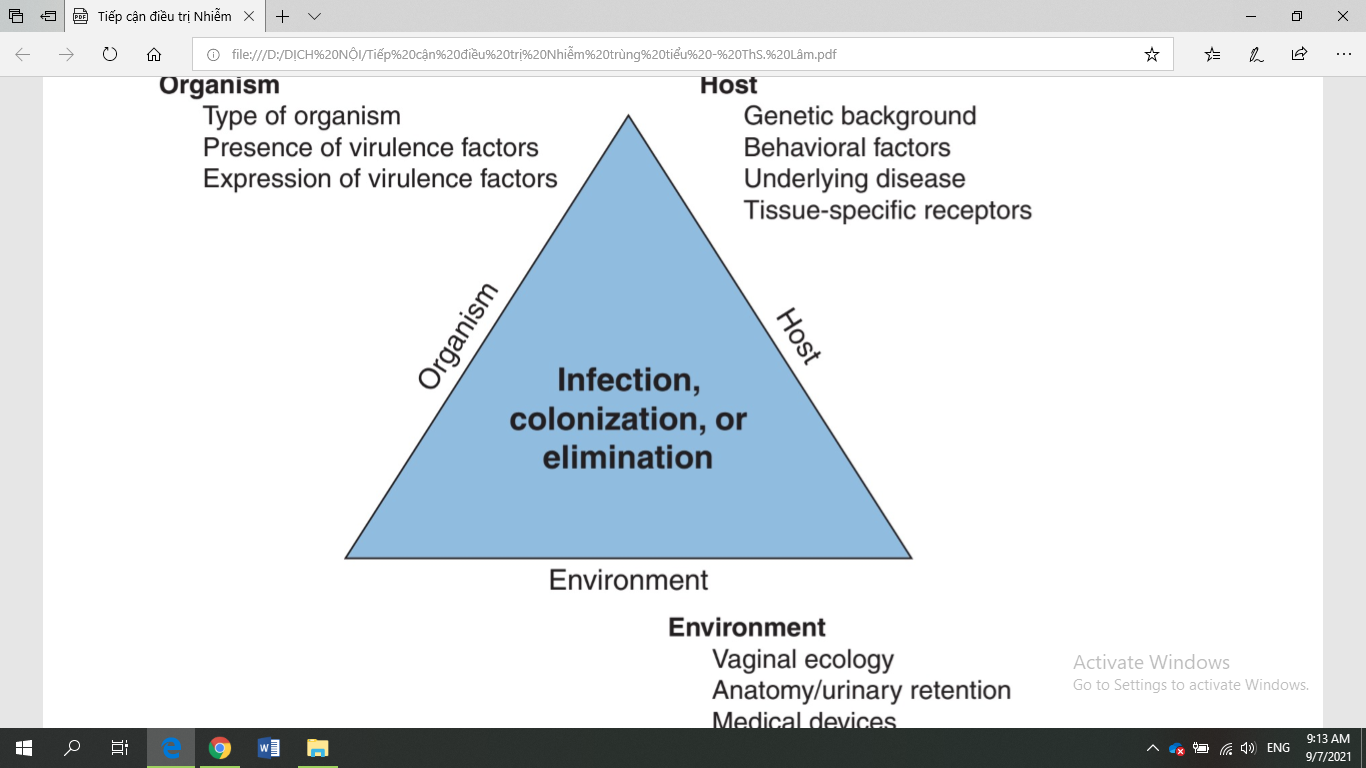 Tiếp cận điều trị Nhiễm
file:///D:/DỊCH%20NỘI/Tiếp%20cận%20điều%20trị%20Nhiễm%20trùng%20tiểu%20-%20ThS.%20Lâm.pdf
Organism
Type of organism
Presence of virulence factors
Expression of virulence factors
Host
Genetic background
Behavioral factors
Underlying disease
Tissue-specific receptors
Organism
Host
Infection,
colonization, or
elimination
Environment
Environment
Vaginal ecology
Anatomy/urinary retention
Medical devices
Activate Windows
Go to Settings to activate Windows.
ENG
9:13 AM
9/7/2021